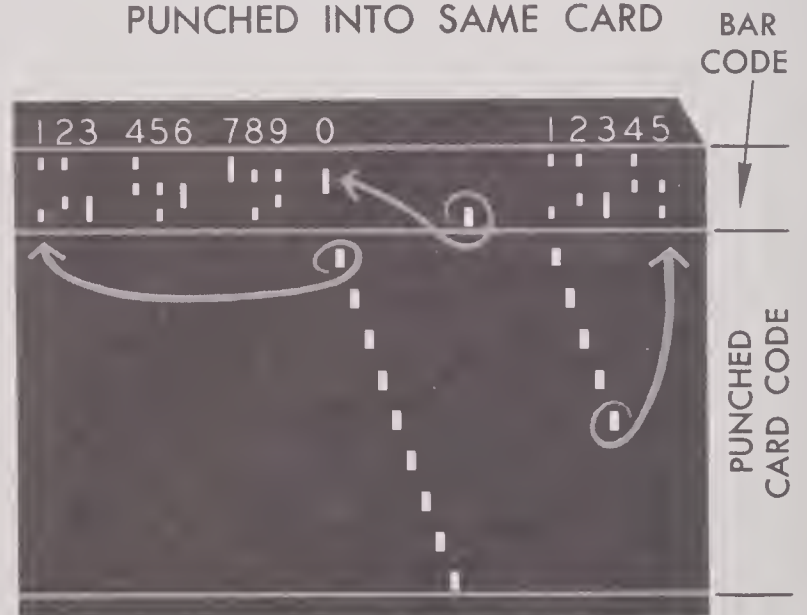 PUNCHED INTO SAME CARD
BAR
CODE
123 456 789 0
12345
PUNCHED
CARD CODE